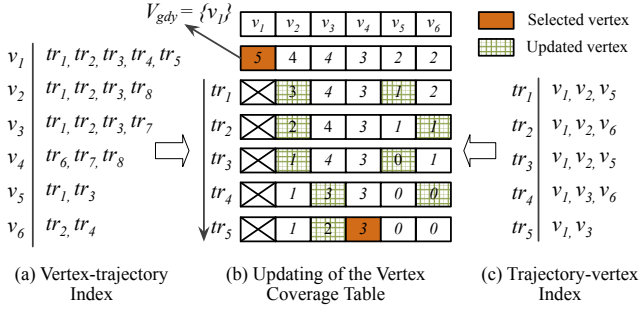 V_gdy = {v_1}
v_1 v_2 v_3 v_4 v_5 v_6
5 4 4 3 2 2
Selected vertex
Updated vertex
v_1 tr_1, tr_2, tr_3, tr_4, tr_5
v_2 tr_1, tr_2, tr_3, tr_8
v_3 tr_1, tr_2, tr_3, tr_7
v_4 tr_6, tr_7, tr_8
v_5 tr_1, tr_3
v_6 tr_2, tr_4
tr_1 3 4 3 1 2
tr_2 2 4 3 1 1
tr_3 1 4 3 0 1
tr_4 1 3 3 0 0
tr_5 1 2 3 0 0
tr_1 v_1, v_2, v_5
tr_2 v_1, v_2, v_6
tr_3 v_1, v_2, v_5
tr_4 v_1, v_3, v_6
tr_5 v_1, v_3
(a) Vertex-trajectory
Index
(b) Updating of the Vertex
Coverage Table
(c) Trajectory-vertex
Index